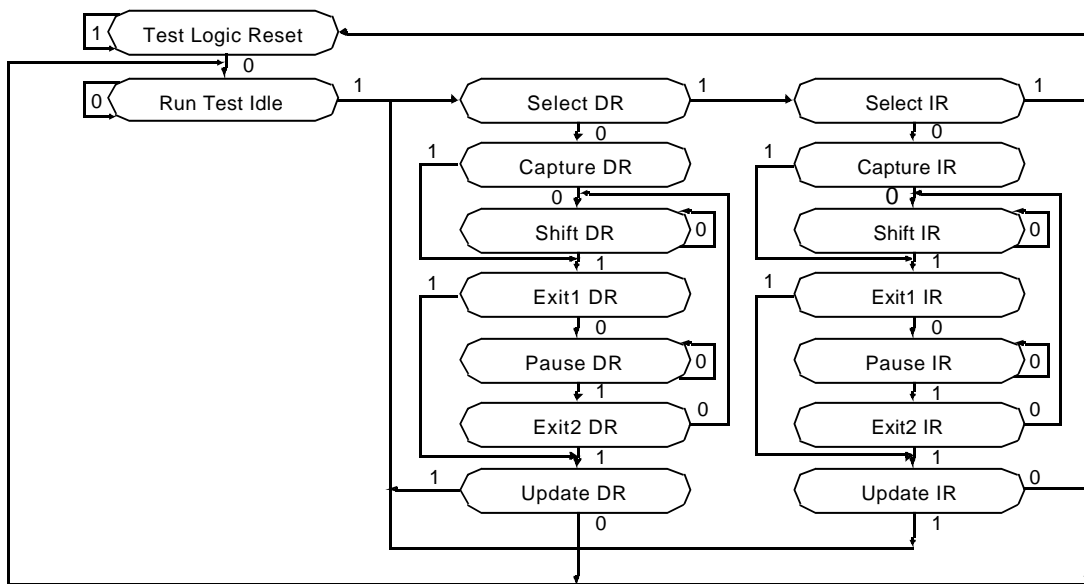 1 Test Logic Reset
0
0 Run Test Idle 1 Select DR 1 Select IR 1
0 0
1 Capture DR 1 Capture IR
0 0
Shift DR 0 Shift IR 0
1 1
1 Exit1 DR 1 Exit1 IR
0 0
Pause DR 0 Pause IR 0
1 1
Exit2 DR 0 Exit2 IR 0
1 1
1 Update DR Update IR 0
0 1